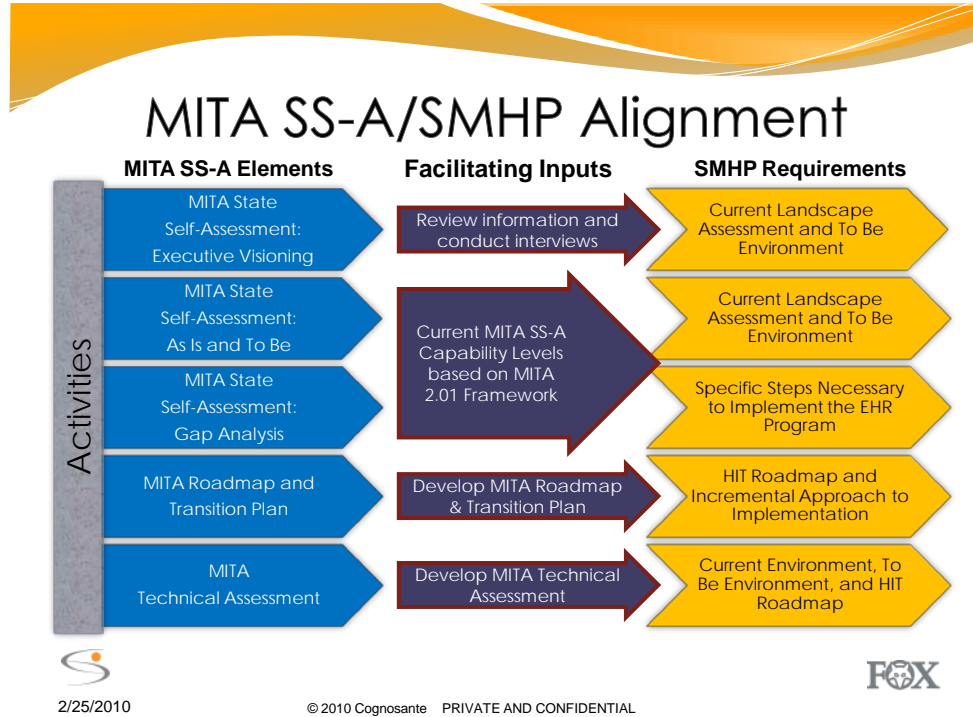 MITA SS-A/SMHP Alignment
MITA SS-A Elements
Facilitating Inputs
SMHP Requirements
Activities
MITA State
Self-Assessment:
Executive Visioning
Review information and
conduct interviews
Current Landscape
Assessment and To Be
Environment
MITA State
Self-Assessment:
As Is and To Be
Current MITA SS-A
Capability Levels
based on MITA
2.01 Framework
Current Landscape
Assessment and To Be
Environment
MITA State
Self-Assessment:
Gap Analysis
Specific Steps Necessary
to Implement the EHR
Program
MITA Roadmap and
Transition Plan
Develop MITA Roadmap
& Transition Plan
HIT Roadmap and
Incremental Approach to
Implementation
MITA
Technical Assessment
Develop MITA Technical
Assessment
Current Environment, To
Be Environment, and HIT
Roadmap
FOX
2/25/2010
© 2010 Cognosante PRIVATE AND CONFIDENTIAL